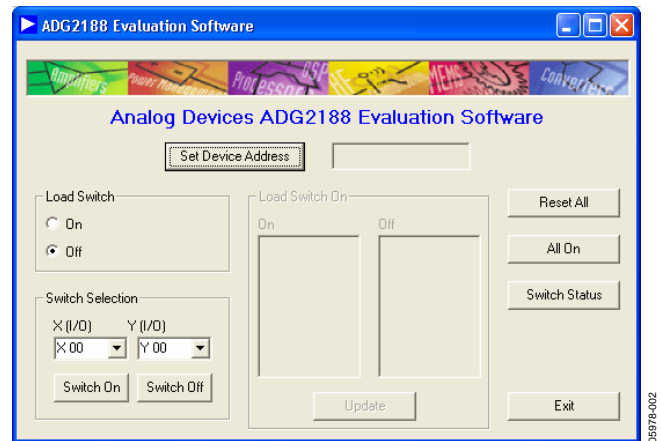 ADG2188 Evaluation Software
Amplifiers Power Management Processors DSP RF MEMS Converters
Analog Devices ADG2188 Evaluation Software
Set Device Address
Load Switch
On
Off
Switch Selection
X (I/O) Y (I/O)
X 00 Y 00
Switch On Switch Off
Load Switch On
On Off
Update
Reset All
All On
Switch Status
Exit
05978-002